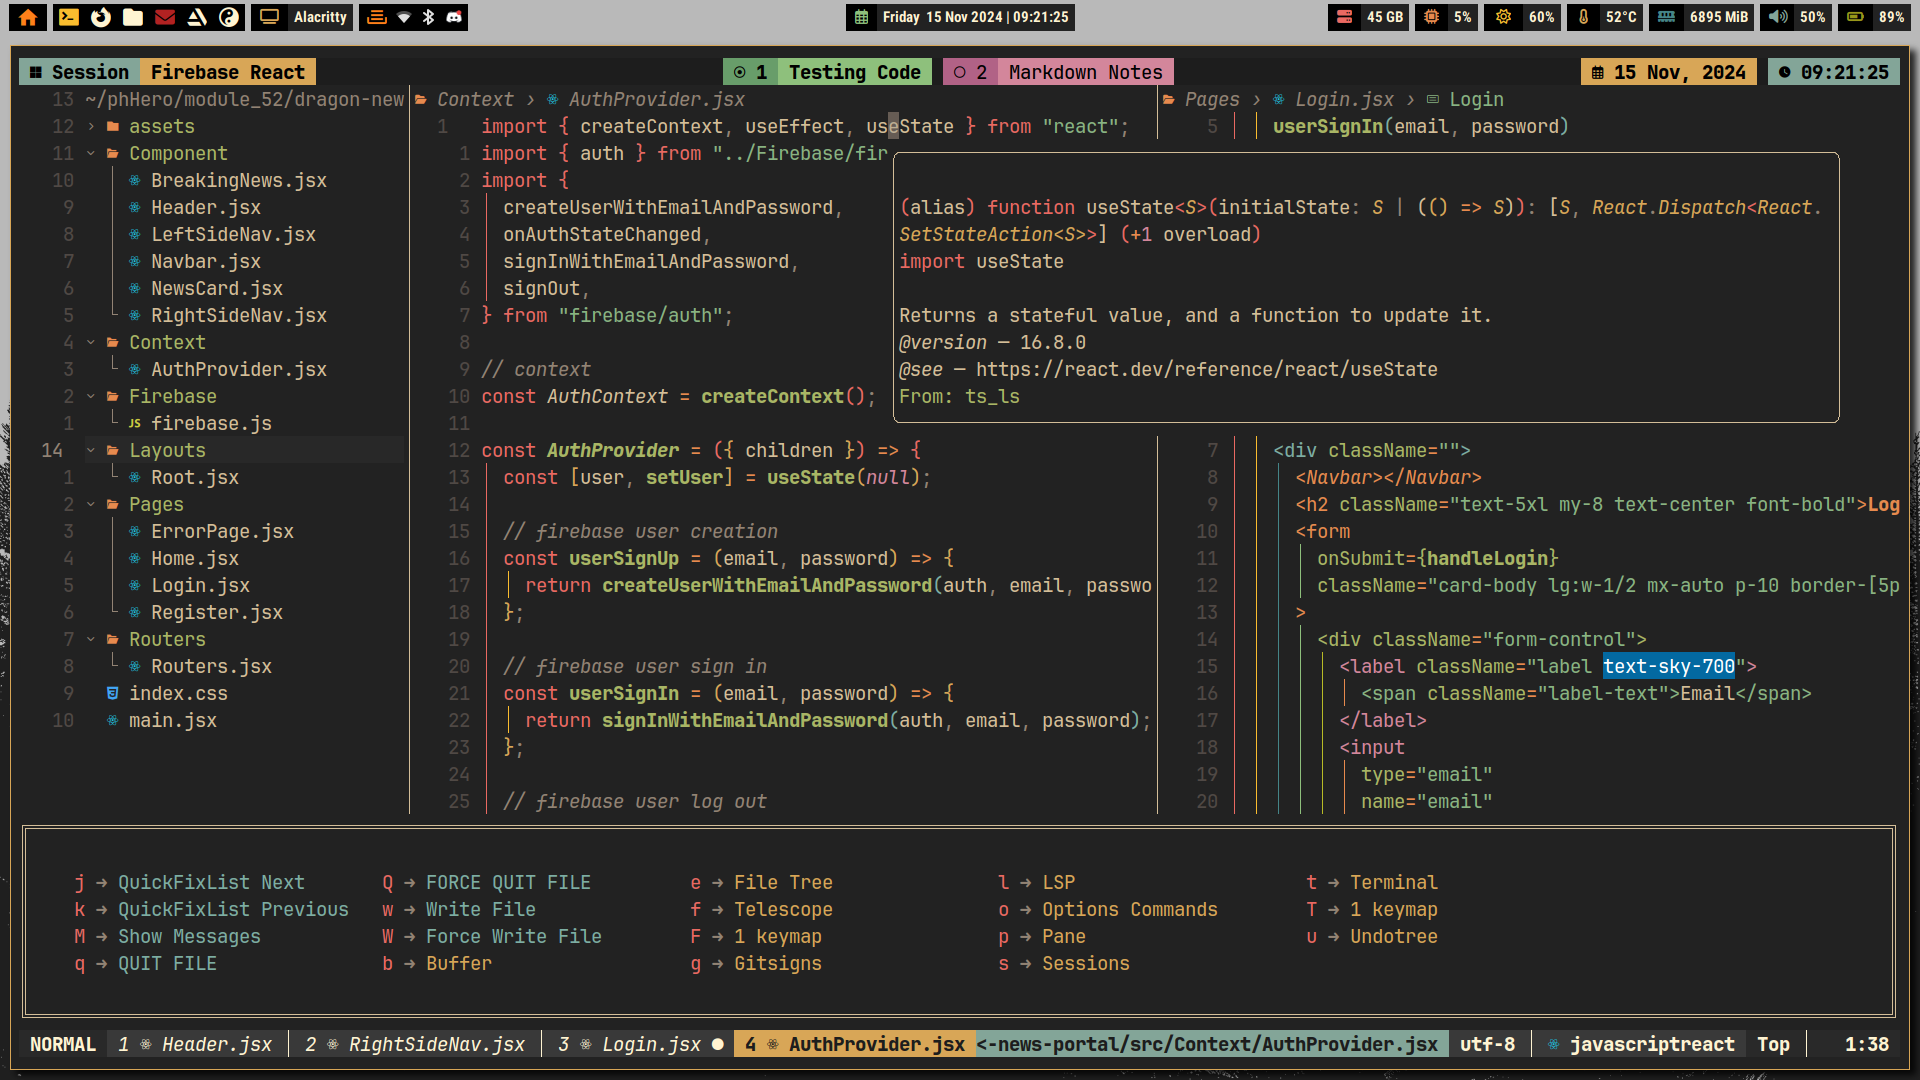 Alacritty
Friday 15 Nov 2024 | 09:21:25
45 GB
5%
60%
52°C
6895 MiB
50%
89%
Session Firebase React
1 Testing Code
2 Markdown Notes
15 Nov, 2024
09:21:25
13 ~/phHero/module_52/dragon-new
12 > assets
11 Component
10 BreakingNews.jsx
9 Header.jsx
8 LeftSideNav.jsx
7 Navbar.jsx
6 NewsCard.jsx
5 RightSideNav.jsx
4 Context
3 AuthProvider.jsx
2 Firebase
1 JS firebase.js
14 Layouts
1 Root.jsx
2 Pages
3 ErrorPage.jsx
4 Home.jsx
5 Login.jsx
6 Register.jsx
7 Routers
8 Routers.jsx
9 index.css
10 main.jsx
Context › AuthProvider.jsx
1 import { createContext, useEffect, useState } from "react";
1 import { auth } from "../Firebase/fir
2 import {
3 createUserWithEmailAndPassword,
4 onAuthStateChanged,
5 signInWithEmailAndPassword,
6 signOut,
7 } from "firebase/auth";
8
9 // context
10 const AuthContext = createContext();
11
12 const AuthProvider = ({ children }) => {
13 const [user, setUser] = useState(null);
14
15 // firebase user creation
16 const userSignUp = (email, password) => {
17 return createUserWithEmailAndPassword(auth, email, passwo
18 };
19
20 // firebase user sign in
21 const userSignIn = (email, password) => {
22 return signInWithEmailAndPassword(auth, email, password);
23 };
24
25 // firebase user log out
Pages › Login.jsx › Login
5 userSignIn(email, password)
(alias) function useState<S>(initialState: S | (() => S)): [S, React.Dispatch<React.
SetStateAction<S>>] (+1 overload)
import useState
Returns a stateful value, and a function to update it.
@version — 16.8.0
@see — https://react.dev/reference/react/useState
From: ts_ls
7 <div className="">
8 <Navbar></Navbar>
9 <h2 className="text-5xl my-8 text-center font-bold">Log
10 <form
11 onSubmit={handleLogin}
12 className="card-body lg:w-1/2 mx-auto p-10 border-[5p
13 >
14 <div className="form-control">
15 <label className="label text-sky-700">
16 <span className="label-text">Email</span>
17 </label>
18 <input
19 type="email"
20 name="email"
j → QuickFixList Next
k → QuickFixList Previous
M → Show Messages
q → QUIT FILE
Q → FORCE QUIT FILE
w → Write File
W → Force Write File
b → Buffer
e → File Tree
f → Telescope
F → 1 keymap
g → Gitsigns
l → LSP
o → Options Commands
p → Pane
s → Sessions
t → Terminal
T → 1 keymap
u → Undotree
NORMAL 1 Header.jsx 2 RightSideNav.jsx 3 Login.jsx ● 4 AuthProvider.jsx <-news-portal/src/Context/AuthProvider.jsx utf-8 javascriptreact Top 1:38